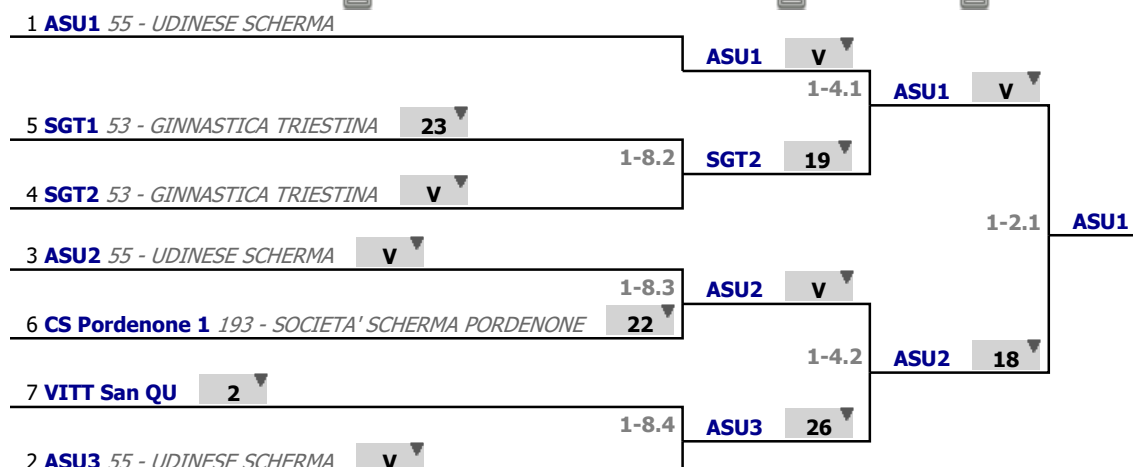 1 ASU1 55 - UDINESE SCHERMA
ASU1 V
1-4.1
ASU1 V
5 SGT1 53 - GINNASTICA TRIESTINA 23
1-8.2
SGT2 19
4 SGT2 53 - GINNASTICA TRIESTINA V
1-2.1
ASU1
3 ASU2 55 - UDINESE SCHERMA V
1-8.3
ASU2 V
6 CS Pordenone 1 193 - SOCIETA' SCHERMA PORDENONE 22
1-4.2
ASU2 18
7 VITT San QU 2
1-8.4
ASU3 26
2 ASU3 55 - UDINESE SCHERMA V